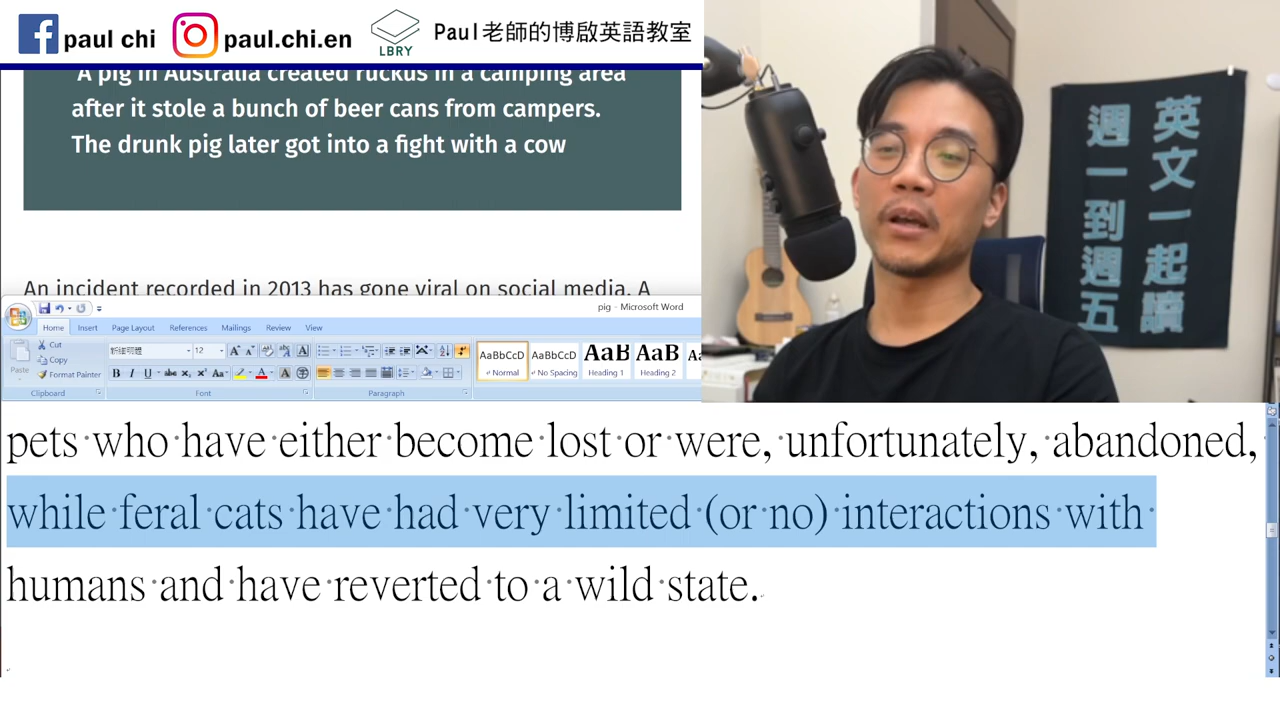 paul chi
paul.chi.en
LBRY
Paul老師的博啟英語教室
A pig in Australia created ruckus in a camping area
after it stole a bunch of beer cans from campers.
The drunk pig later got into a fight with a cow
An incident recorded in 2013 has gone viral on social media. A
pig - Microsoft Word
Home Insert Page Layout References Mailings Review View
Paste
Cut
Copy
Format Painter
Clipboard
新細明體 12
Font
Paragraph
AaBbCcD AaBbCcD AaB AaB Aa
Normal No Spacing Heading 1 Heading 2
英文一起讀
週一到週五
pets who have either become lost or were, unfortunately, abandoned,
while feral cats have had very limited (or no) interactions with
humans and have reverted to a wild state.